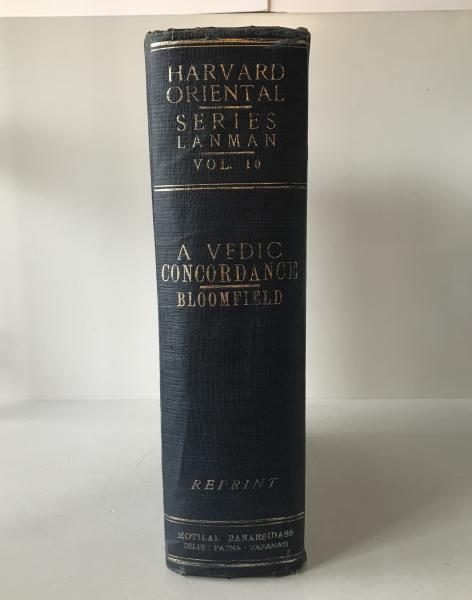 HARVARD
ORIENTAL
SERIES
LANMAN
VOL. 10
A VEDIC
CONCORDANCE
BLOOMFIELD
REPRINT
MOTILAL BANARSIDASS
DELHI : PATNA : VARANASI